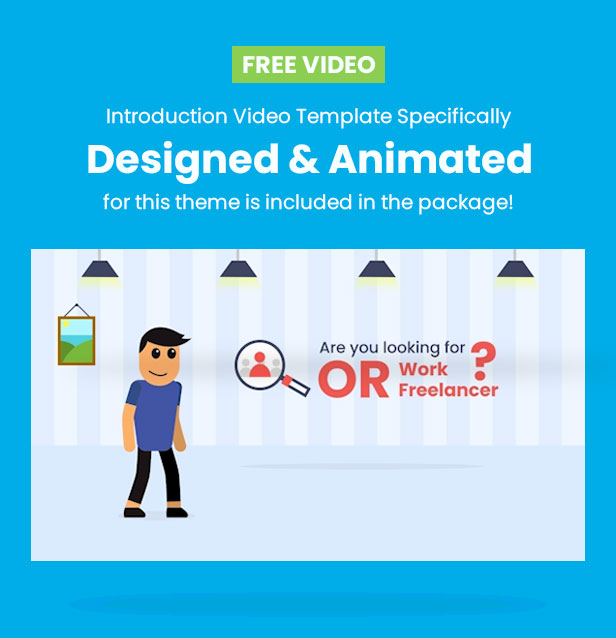 FREE VIDEO
Introduction Video Template Specifically
Designed & Animated
for this theme is included in the package!
Are you looking for
OR Work ?
Freelancer